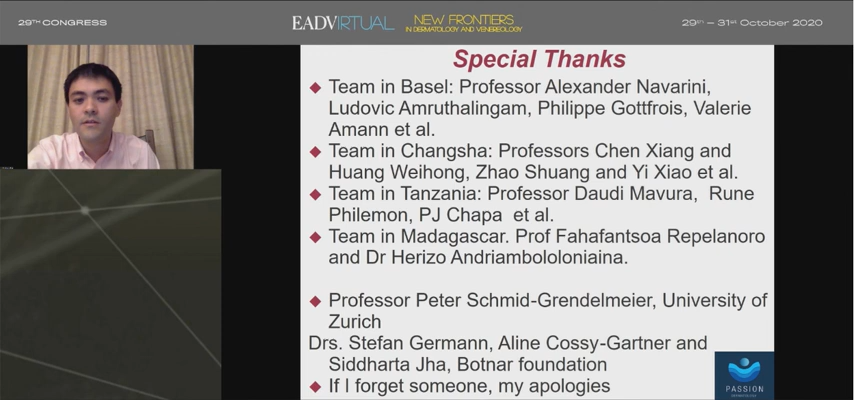 29TH CONGRESS
EADVIRTUAL
NEW FRONTIERS
IN DERMATOLOGY AND VENEREOLOGY
29th – 31st October 2020
Special Thanks
◆ Team in Basel: Professor Alexander Navarini,
Ludovic Amruthalingam, Philippe Gottfrois, Valerie
Amann et al.
◆ Team in Changsha: Professors Chen Xiang and
Huang Weihong, Zhao Shuang and Yi Xiao et al.
◆ Team in Tanzania: Professor Daudi Mavura, Rune
Philemon, PJ Chapa et al.
◆ Team in Madagascar. Prof Fahafantsoa Repelanoro
and Dr Herizo Andriambololoniaina.
◆ Professor Peter Schmid-Grendelmeier, University of
Zurich
Drs. Stefan Germann, Aline Cossy-Gartner and
Siddharta Jha, Botnar foundation
◆ If I forget someone, my apologies
PASSION